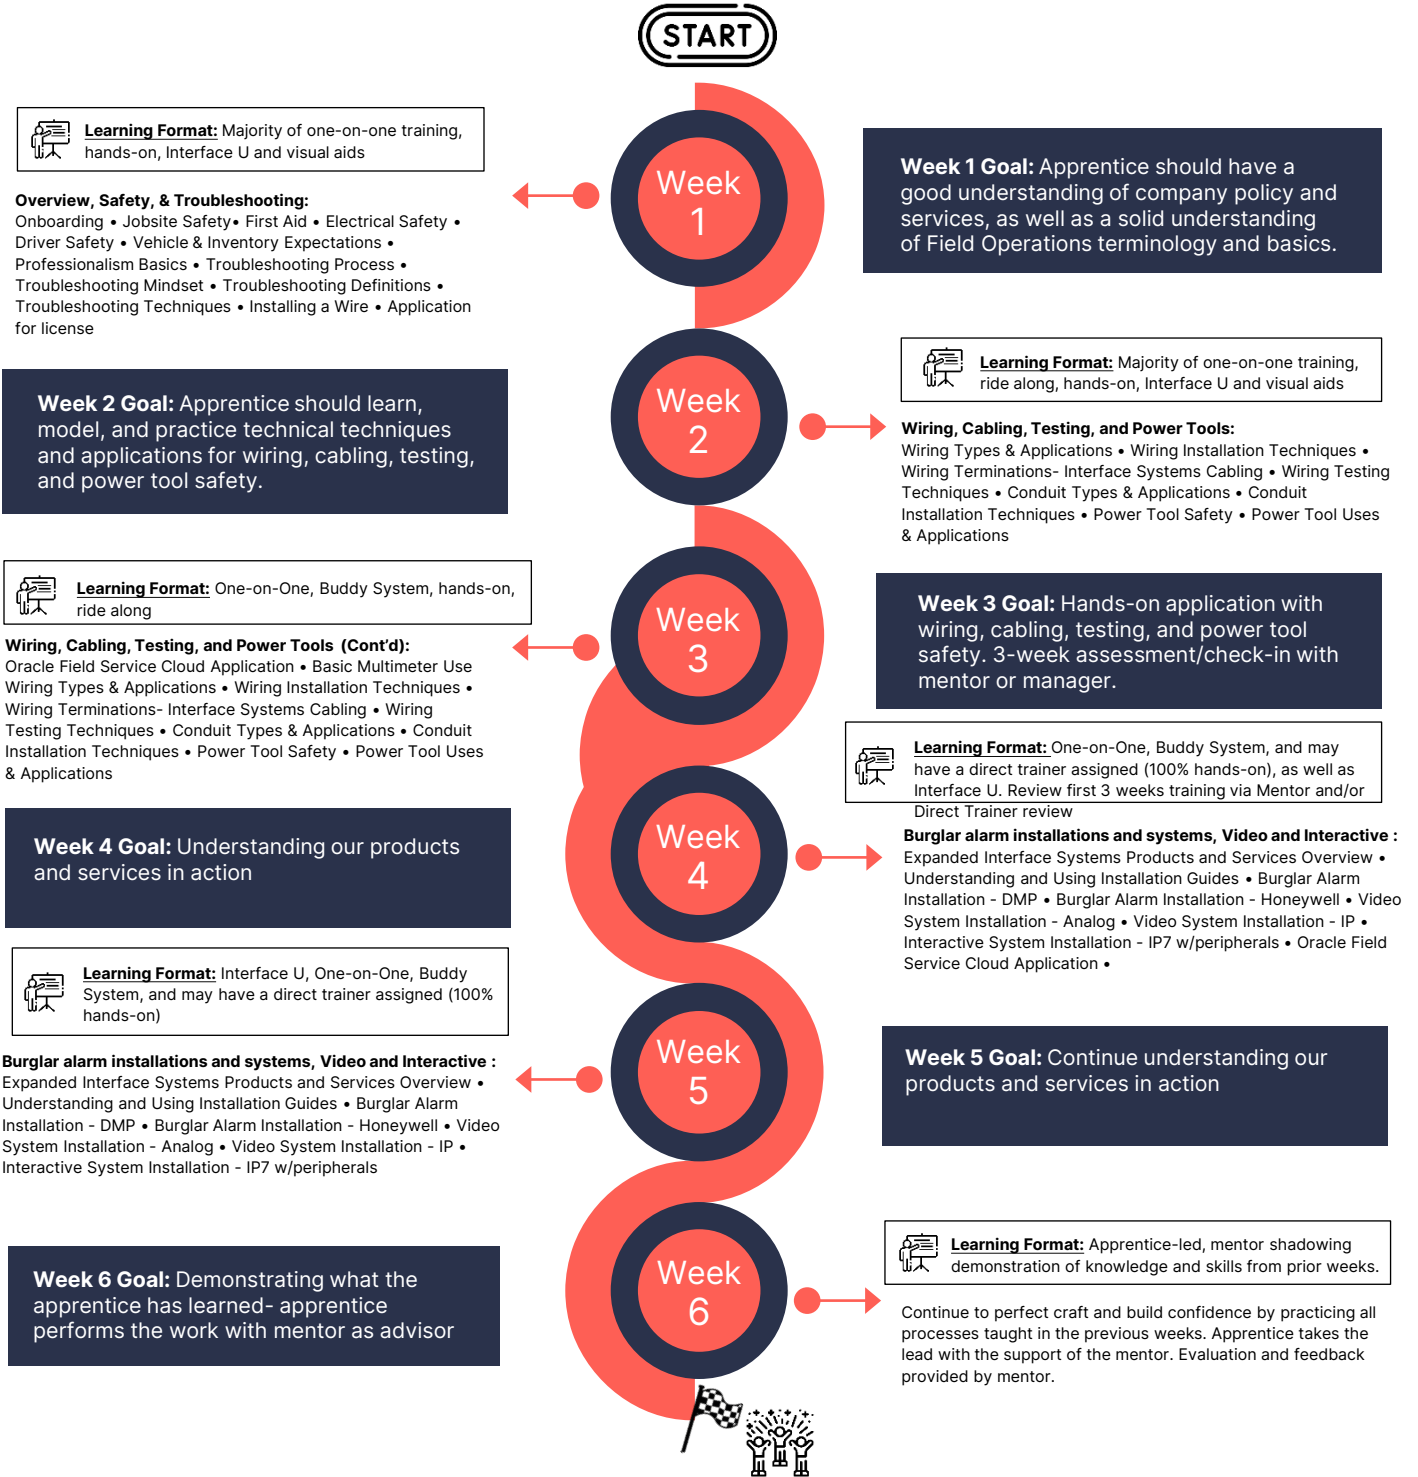 START
Learning Format: Majority of one-on-one training,
hands-on, Interface U and visual aids
Overview, Safety, & Troubleshooting:
Onboarding • Jobsite Safety• First Aid • Electrical Safety •
Driver Safety • Vehicle & Inventory Expectations •
Professionalism Basics • Troubleshooting Process •
Troubleshooting Mindset • Troubleshooting Definitions •
Troubleshooting Techniques • Installing a Wire • Application
for license
Week
1
Week 1 Goal: Apprentice should have a
good understanding of company policy and
services, as well as a solid understanding
of Field Operations terminology and basics.
Week 2 Goal: Apprentice should learn,
model, and practice technical techniques
and applications for wiring, cabling, testing,
and power tool safety.
Week
2
Learning Format: Majority of one-on-one training,
ride along, hands-on, Interface U and visual aids
Wiring, Cabling, Testing, and Power Tools:
Wiring Types & Applications • Wiring Installation Techniques •
Wiring Terminations- Interface Systems Cabling • Wiring Testing
Techniques • Conduit Types & Applications • Conduit
Installation Techniques • Power Tool Safety • Power Tool Uses
& Applications
Learning Format: One-on-One, Buddy System, hands-on,
ride along
Wiring, Cabling, Testing, and Power Tools (Cont'd):
Oracle Field Service Cloud Application • Basic Multimeter Use
Wiring Types & Applications • Wiring Installation Techniques •
Wiring Terminations- Interface Systems Cabling • Wiring
Testing Techniques • Conduit Types & Applications • Conduit
Installation Techniques • Power Tool Safety • Power Tool Uses
& Applications
Week
3
Week 3 Goal: Hands-on application with
wiring, cabling, testing, and power tool
safety. 3-week assessment/check-in with
mentor or manager.
Week 4 Goal: Understanding our products
and services in action
Week
4
Learning Format: One-on-One, Buddy System, and may
have a direct trainer assigned (100% hands-on), as well as
Interface U. Review first 3 weeks training via Mentor and/or
Direct Trainer review
Burglar alarm installations and systems, Video and Interactive :
Expanded Interface Systems Products and Services Overview •
Understanding and Using Installation Guides • Burglar Alarm
Installation - DMP • Burglar Alarm Installation - Honeywell • Video
System Installation - Analog • Video System Installation - IP •
Interactive System Installation - IP7 w/peripherals • Oracle Field
Service Cloud Application •
Learning Format: Interface U, One-on-One, Buddy
System, and may have a direct trainer assigned (100%
hands-on)
Burglar alarm installations and systems, Video and Interactive :
Expanded Interface Systems Products and Services Overview •
Understanding and Using Installation Guides • Burglar Alarm
Installation - DMP • Burglar Alarm Installation - Honeywell • Video
System Installation - Analog • Video System Installation - IP •
Interactive System Installation - IP7 w/peripherals
Week
5
Week 5 Goal: Continue understanding our
products and services in action
Week 6 Goal: Demonstrating what the
apprentice has learned- apprentice
performs the work with mentor as advisor
Week
6
Learning Format: Apprentice-led, mentor shadowing
demonstration of knowledge and skills from prior weeks.
Continue to perfect craft and build confidence by practicing all
processes taught in the previous weeks. Apprentice takes the
lead with the support of the mentor. Evaluation and feedback
provided by mentor.